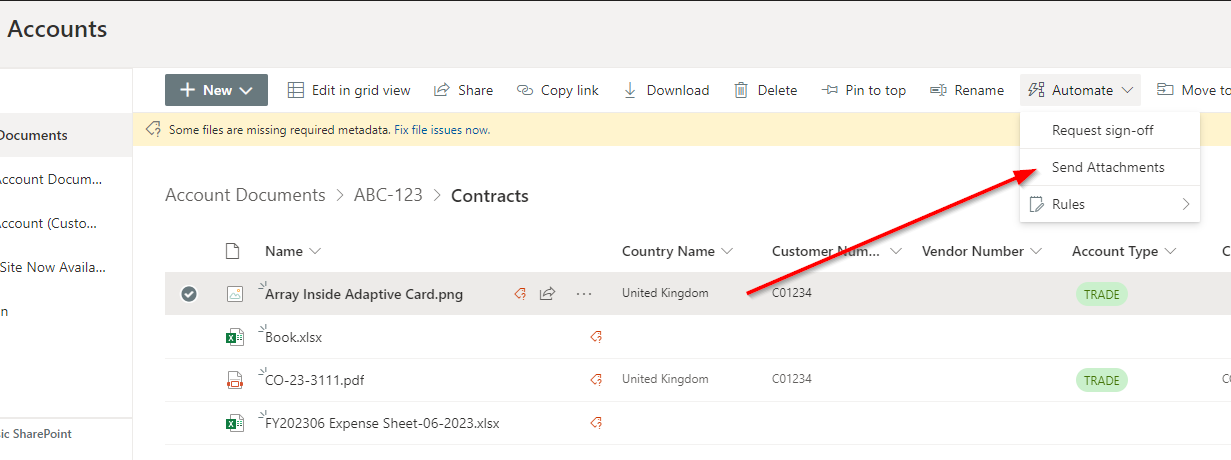 Accounts
New
Edit in grid view
Share
Copy link
Download
Delete
Pin to top
Rename
Automate
Move to
Some files are missing required metadata. Fix file issues now.
Request sign-off
Send Attachments
Rules
Documents
ccount Docum...
ccount (Custo...
Site Now Availa...
n
ic SharePoint
Account Documents > ABC-123 > Contracts
Name Country Name Customer Num... Vendor Number Account Type C
Array Inside Adaptive Card.png ... United Kingdom C01234 TRADE
Book.xlsx
CO-23-3111.pdf United Kingdom C01234 TRADE C0
FY202306 Expense Sheet-06-2023.xlsx